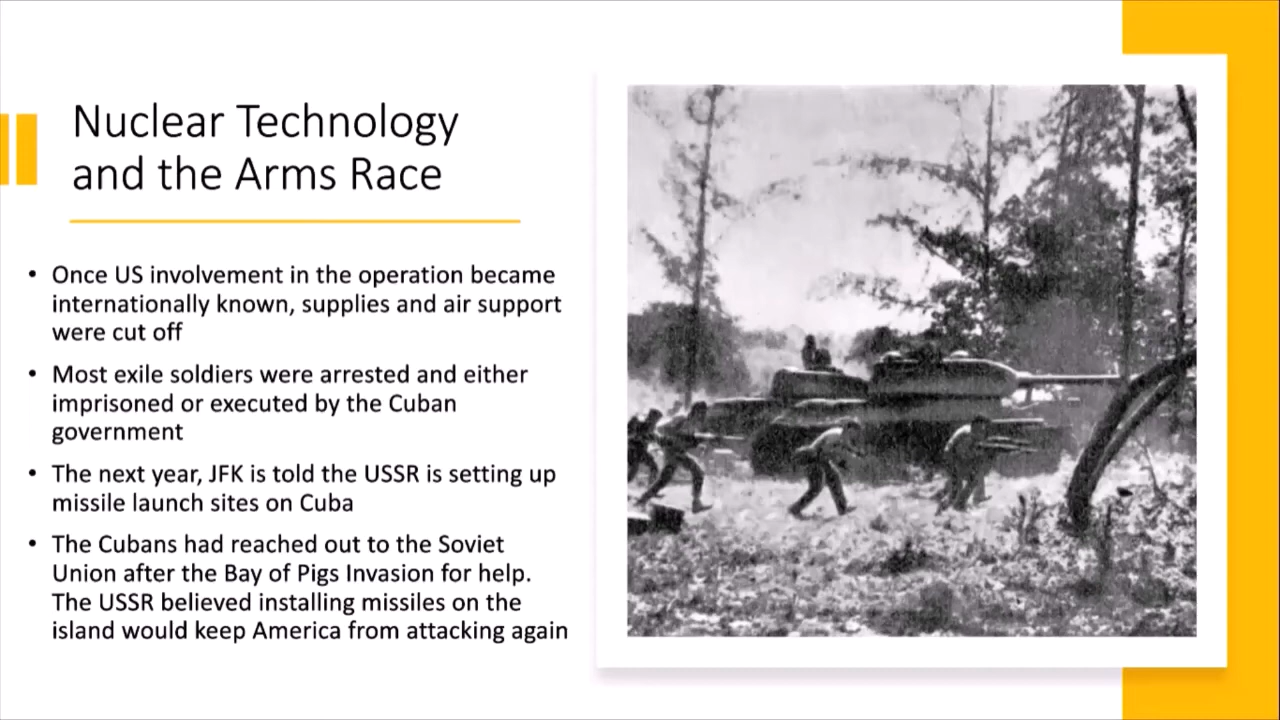 Nuclear Technology
and the Arms Race
• Once US involvement in the operation became
internationally known, supplies and air support
were cut off
• Most exile soldiers were arrested and either
imprisoned or executed by the Cuban
government
• The next year, JFK is told the USSR is setting up
missile launch sites on Cuba
• The Cubans had reached out to the Soviet
Union after the Bay of Pigs Invasion for help.
The USSR believed installing missiles on the
island would keep America from attacking again